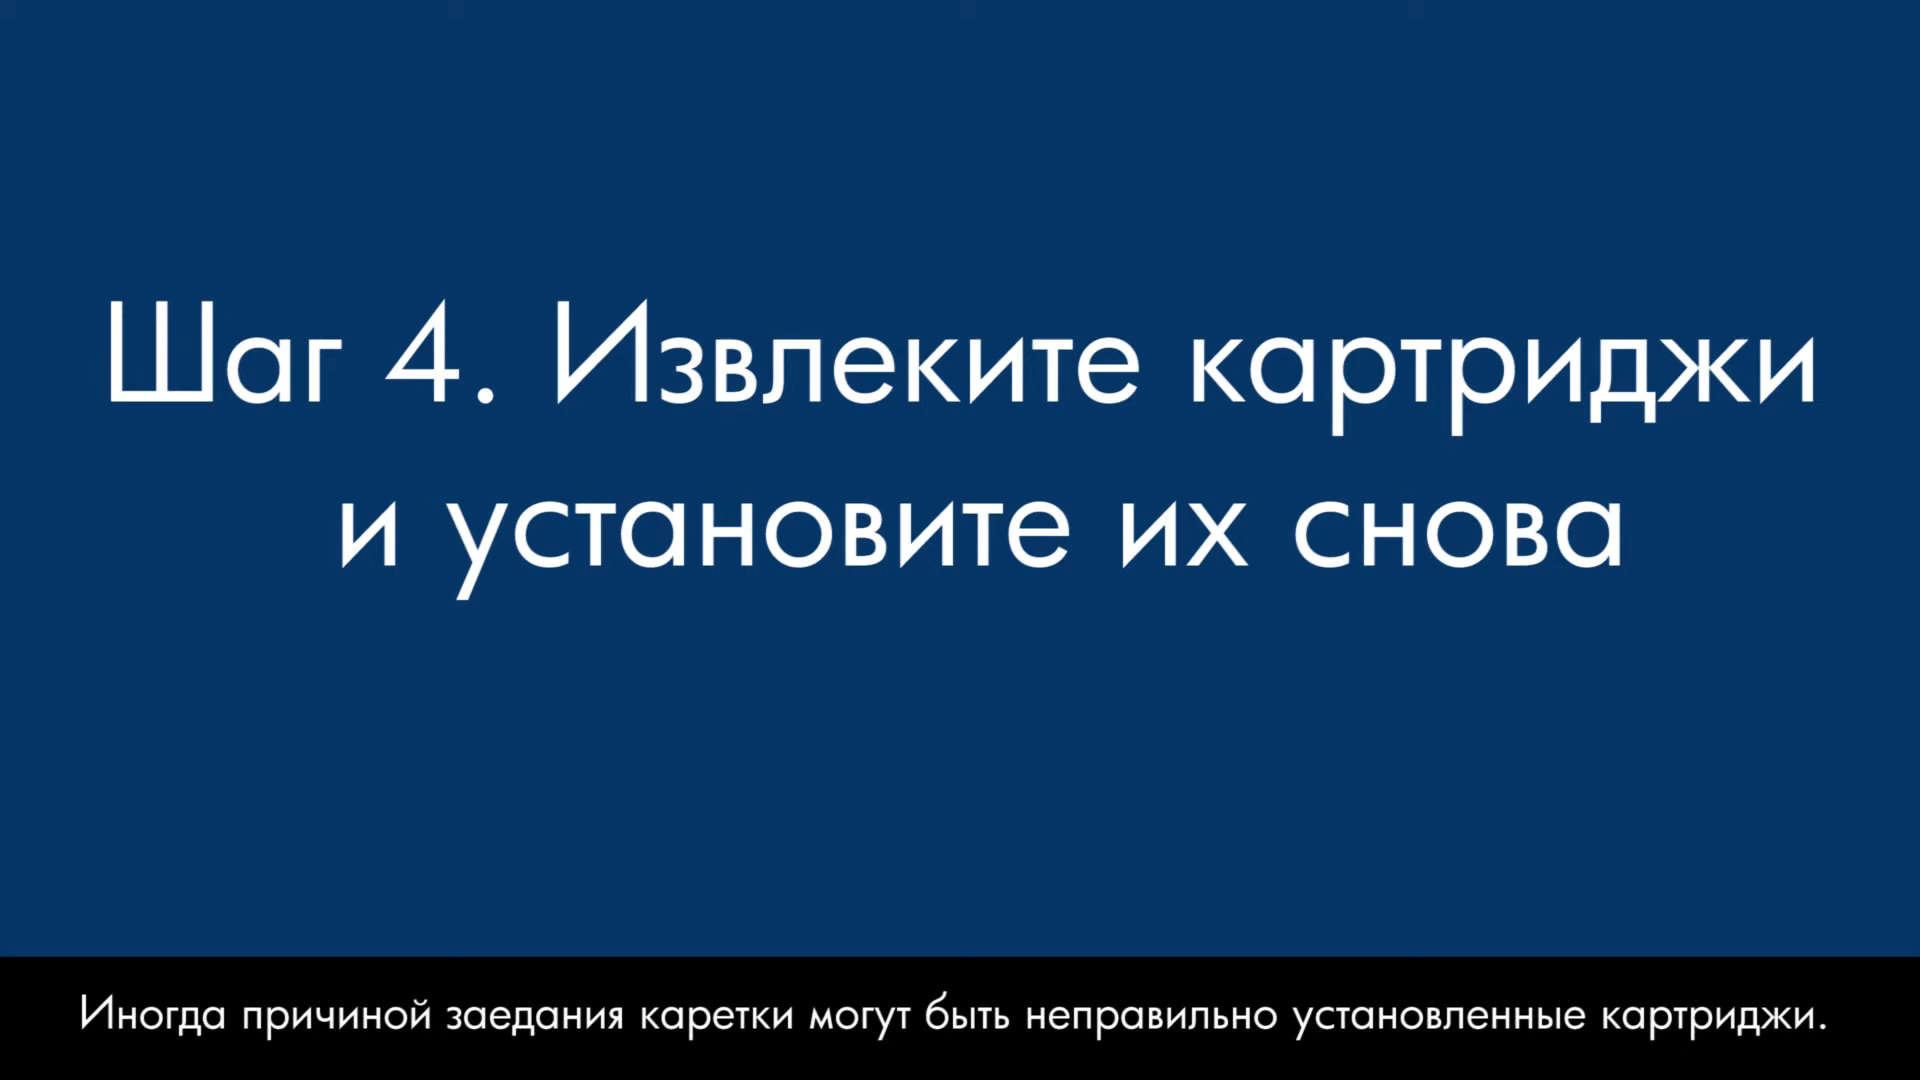 Шаг 4. Извлеките картриджи
и установите их снова
Иногда причиной заедания каретки могут быть неправильно установленные картриджи.